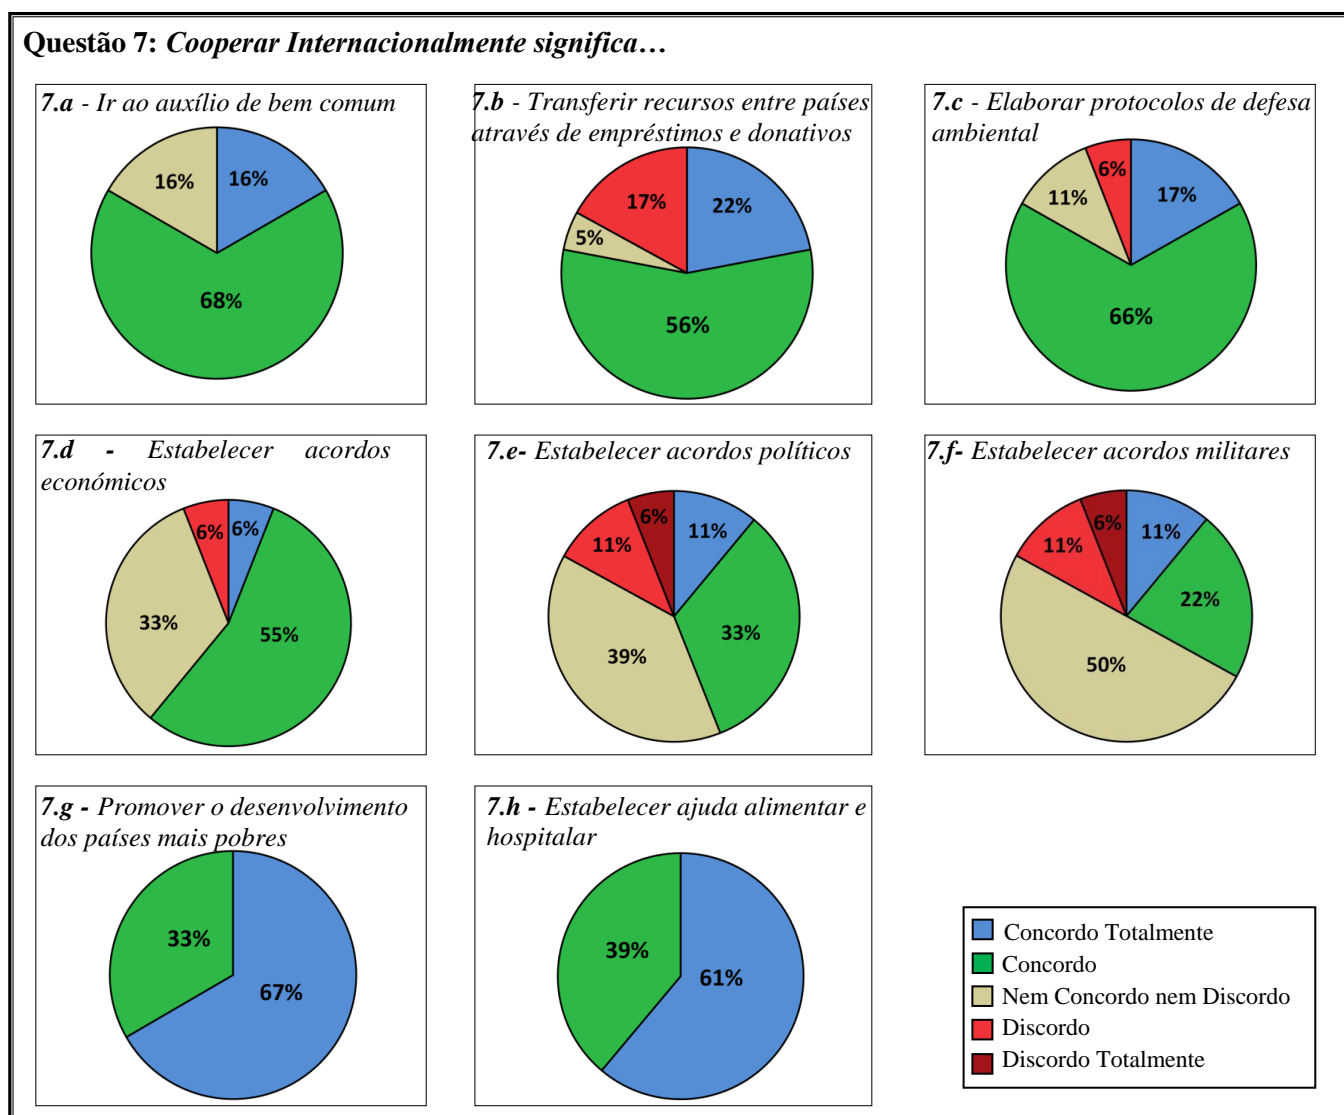 Questão 7: Cooperar Internacionalmente significa…
7.a - Ir ao auxílio de bem comum
16%
16%
68%
7.b - Transferir recursos entre países
através de empréstimos e donativos
17%
22%
5%
56%
7.c - Elaborar protocolos de defesa
ambiental
6%
17%
11%
66%
7.d - Estabelecer acordos
económicos
6%
6%
33%
55%
7.e- Estabelecer acordos políticos
6%
11%
11%
33%
39%
7.f- Estabelecer acordos militares
6%
11%
11%
22%
50%
7.g - Promover o desenvolvimento
dos países mais pobres
33%
67%
7.h - Estabelecer ajuda alimentar e
hospitalar
39%
61%
Concordo Totalmente
Concordo
Nem Concordo nem Discordo
Discordo
Discordo Totalmente